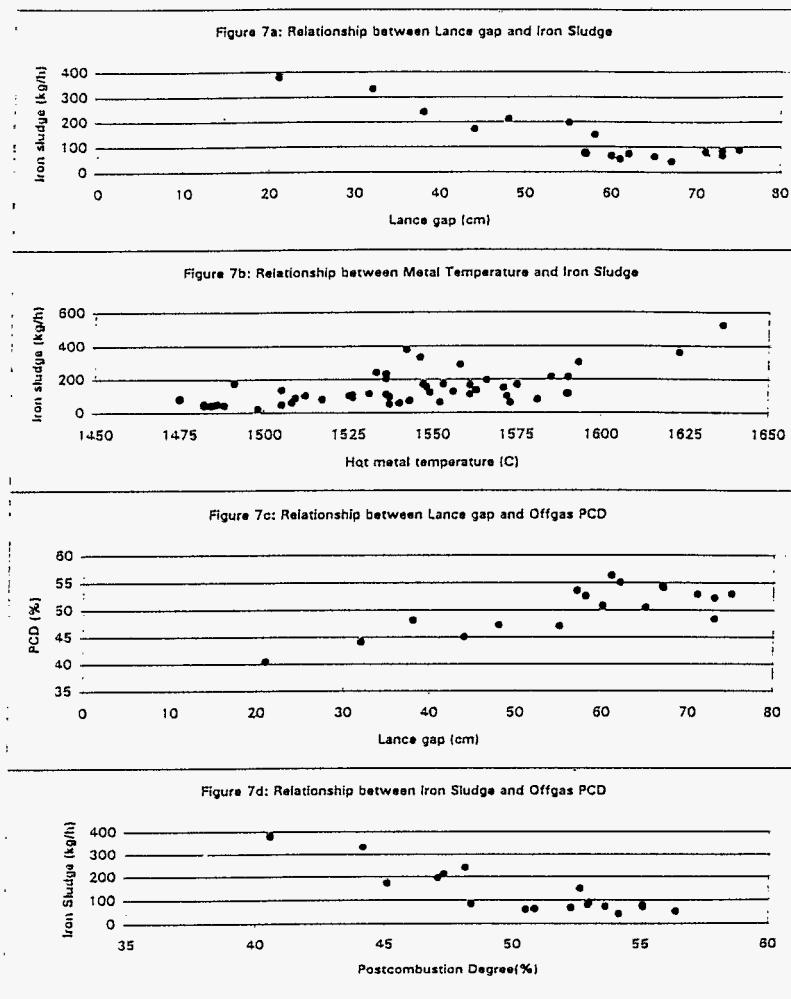 Figure 7a: Relationship between Lance gap and Iron Sludge
Iron sludge (kg/h)
400
300
200
100
0
0 10 20 30 40 50 60 70 80
Lance gap (cm)
Figure 7b: Relationship between Metal Temperature and Iron Sludge
Iron sludge (kg/h)
600
400
200
0
1450 1475 1500 1525 1550 1575 1600 1625 1650
Hot metal temperature (C)
Figure 7c: Relationship between Lance gap and Offgas PCD
PCD (%)
60
55
50
45
40
35
0 10 20 30 40 50 60 70 80
Lance gap (cm)
Figure 7d: Relationship between Iron Sludge and Offgas PCD
Iron Sludge (kg/h)
400
300
200
100
0
35 40 45 50 55 60
Postcombustion Degree(%)